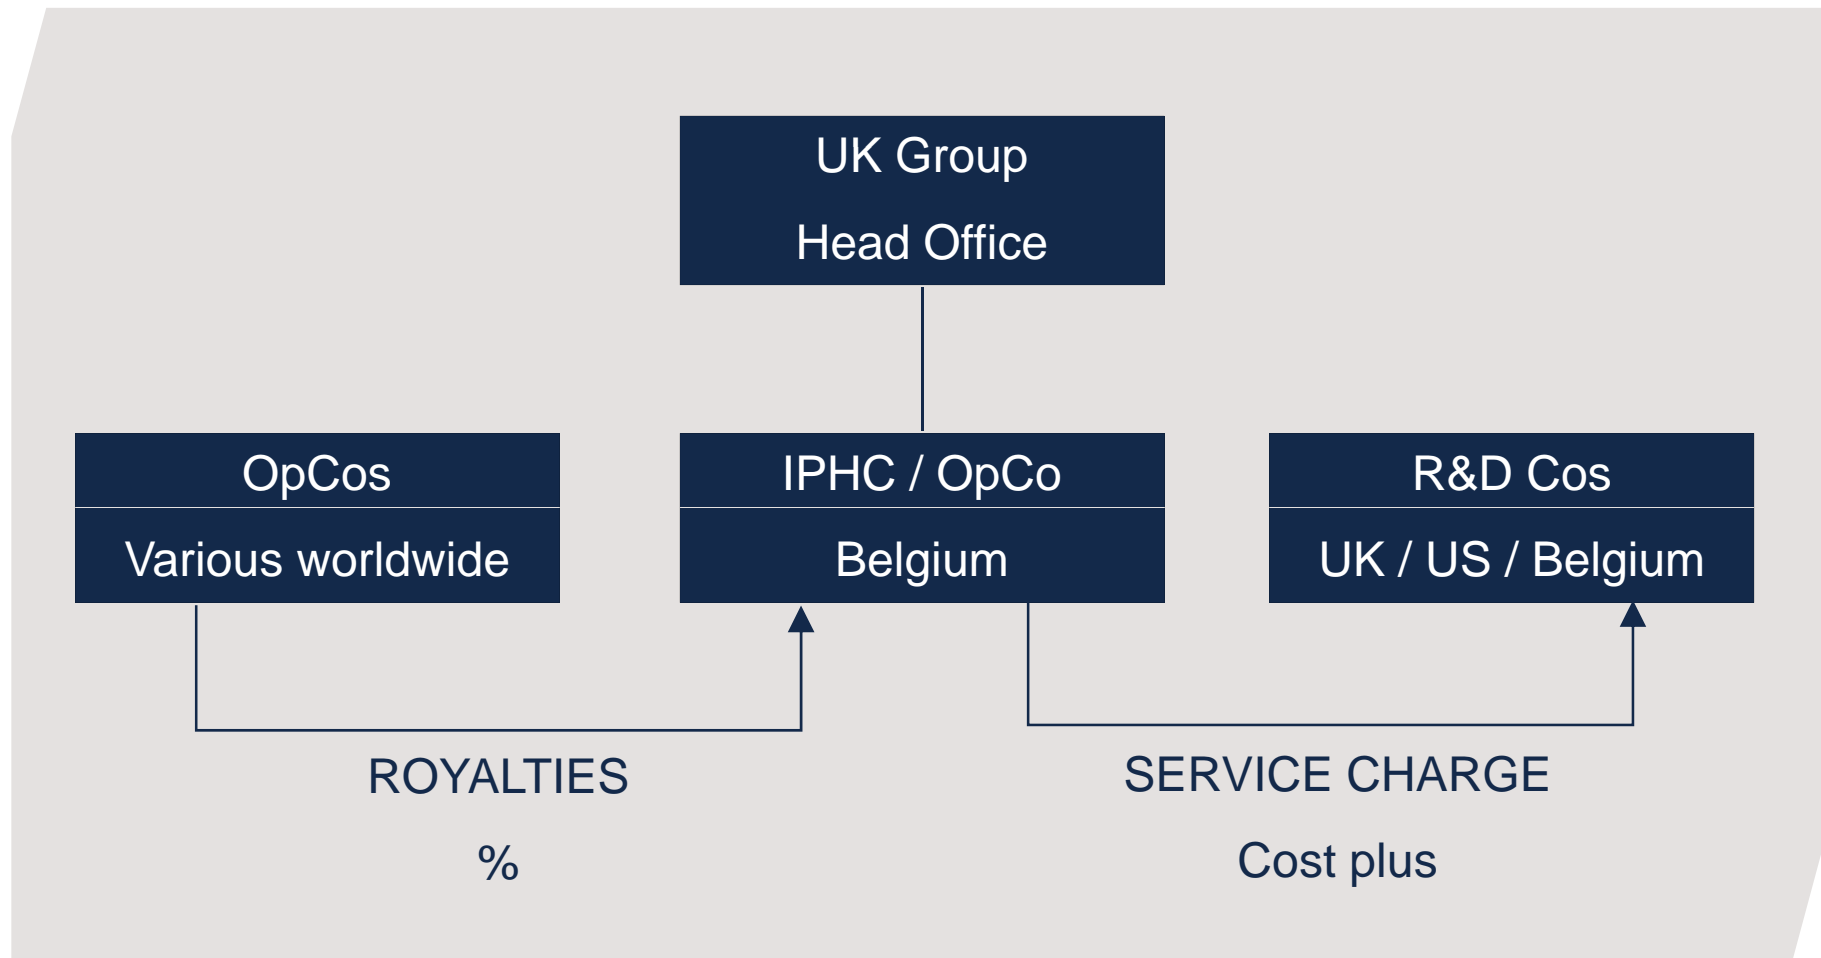 UK Group
Head Office
OpCos
Various worldwide
IPHC / OpCo
Belgium
R&D Cos
UK / US / Belgium
ROYALTIES
%
SERVICE CHARGE
Cost plus